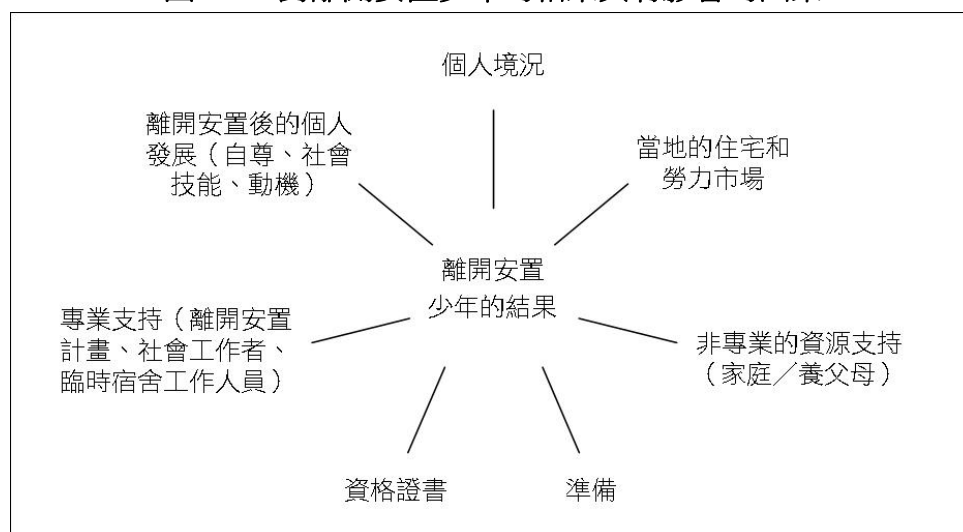 個人境況
離開安置後的個人
發展（自尊、社會
技能、動機）
當地的住宅和
勞力市場
離開安置
少年的結果
專業支持（離開安置
計畫、社會工作者、
臨時宿舍工作人員）
非專業的資源支持
（家庭／養父母）
資格證書
準備